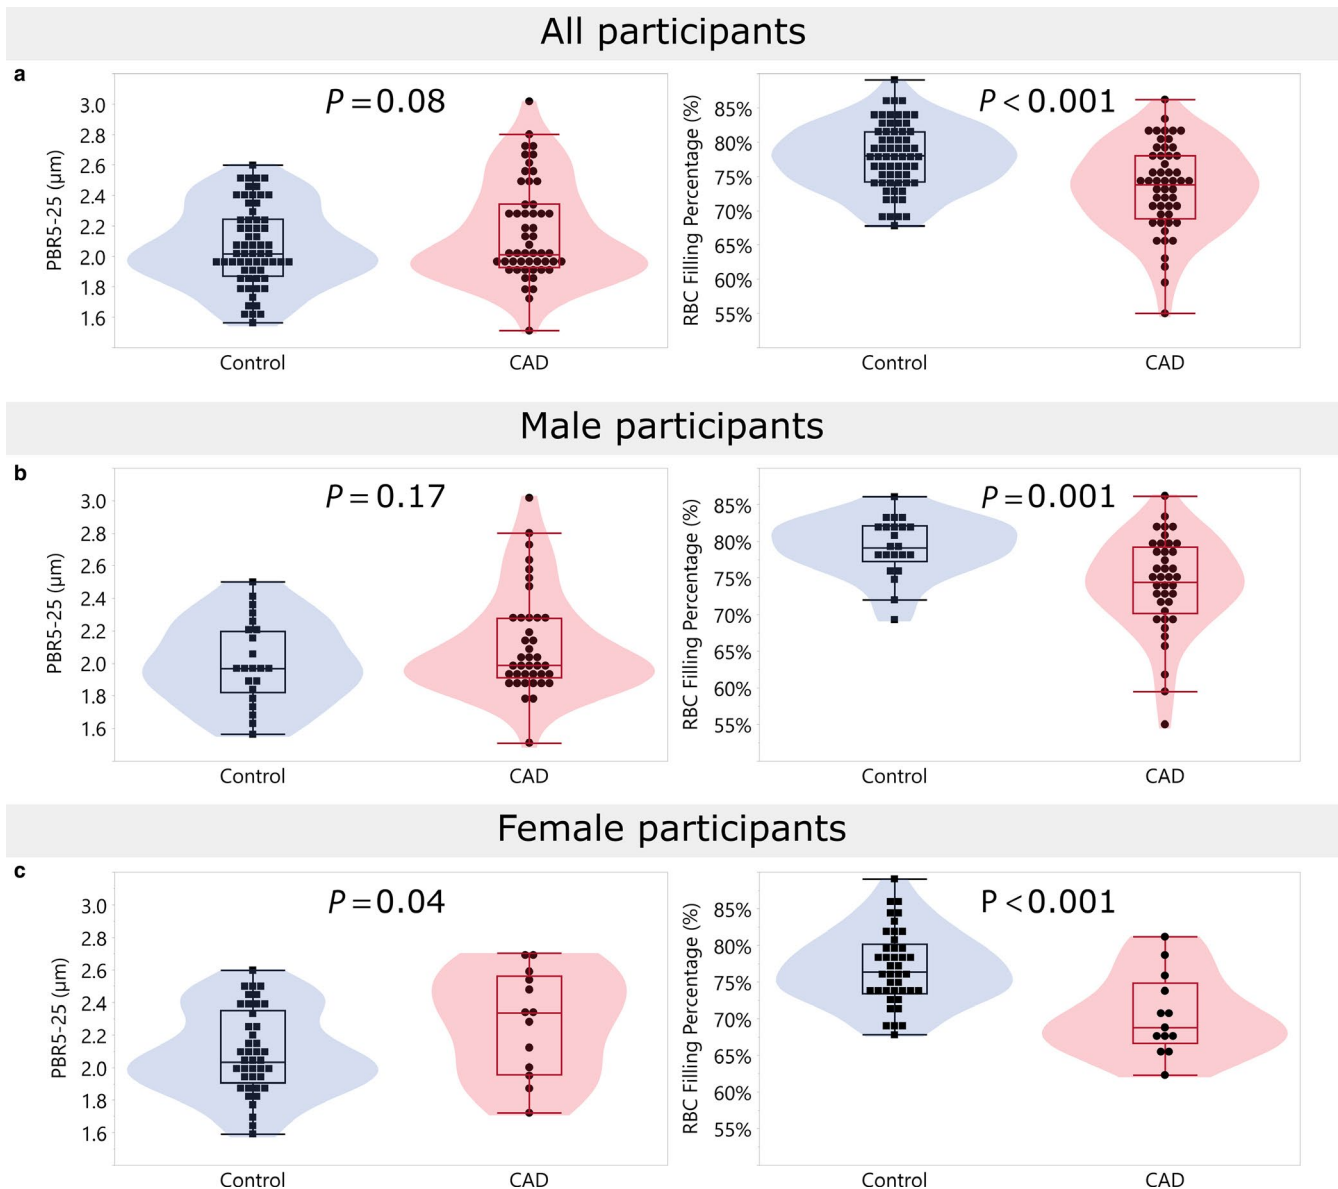 All participants
a
PBR5-25 (μm)
3.0
2.8
2.6
2.4
2.2
2.0
1.8
1.6
P = 0.08
Control
CAD
RBC Filling Percentage (%)
85%
80%
75%
70%
65%
60%
55%
P < 0.001
Control
CAD
Male participants
b
PBR5-25 (μm)
3.0
2.8
2.6
2.4
2.2
2.0
1.8
1.6
P = 0.17
Control
CAD
RBC Filling Percentage (%)
85%
80%
75%
70%
65%
60%
55%
P = 0.001
Control
CAD
Female participants
c
PBR5-25 (μm)
3.0
2.8
2.6
2.4
2.2
2.0
1.8
1.6
P = 0.04
Control
CAD
RBC Filling Percentage (%)
85%
80%
75%
70%
65%
60%
55%
P < 0.001
Control
CAD